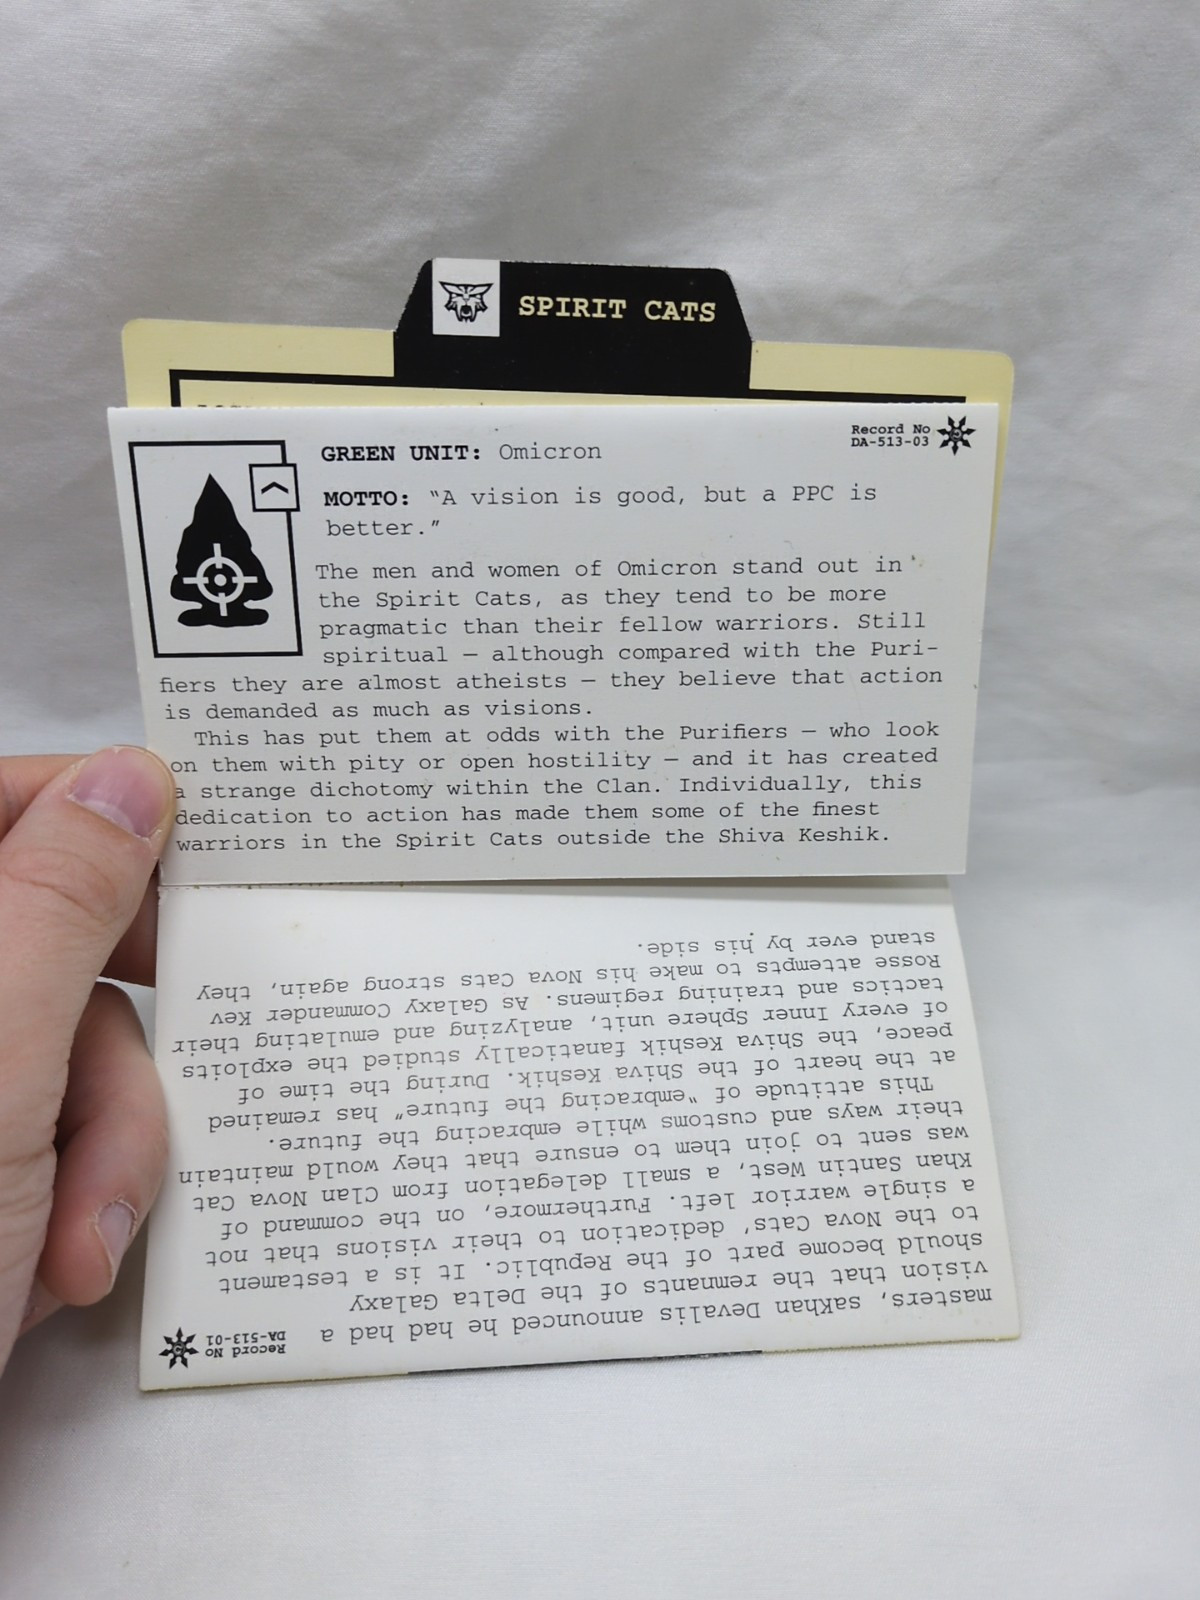 SPIRIT CATS
Record No
DA-513-03
GREEN UNIT: Omicron
MOTTO: “A vision is good, but a PPC is
better.”
The men and women of Omicron stand out in
the Spirit Cats, as they tend to be more
pragmatic than their fellow warriors. Still
spiritual — although compared with the Puri-
fiers they are almost atheists — they believe that action
is demanded as much as visions.
This has put them at odds with the Purifiers — who look
on them with pity or open hostility — and it has created
a strange dichotomy within the Clan. Individually, this
dedication to action has made them some of the finest
warriors in the Spirit Cats outside the Shiva Keshik.
Record No
DA-513-01
masters, saKhan Devalis announced he had had a
vision that the remnants of the Delta Galaxy
should become part of the Republic. It is a testament
to the Nova Cats’ dedication to their visions that not
a single warrior left. Furthermore, on the command of
Khan Santin West, a small delegation from Clan Nova Cat
was sent to join them to ensure that they would maintain
their ways and customs while embracing the future.
This attitude of “embracing the future” has remained
at the heart of the Shiva Keshik. During the time of
peace, the Shiva Keshik fanatically studied the exploits
of every Inner Sphere unit, analyzing and emulating their
tactics and training regimens. As Galaxy Commander Kev
Rosse attempts to make his Nova Cats strong again, they
stand ever by his side.